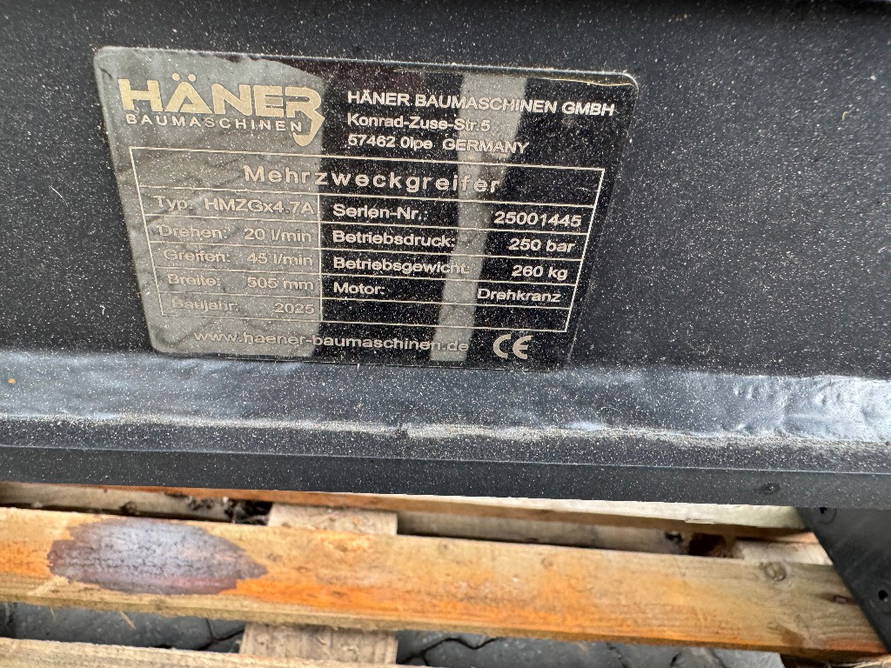 HÄNER
BAUMASCHINEN
HÄNER BAUMASCHINEN GMBH
Konrad-Zuse-Str.5
57462 Olpe GERMANY
Mehrzweckgreifer
Typ: HMZGx4.7A Serien-Nr.: 25001445
Drehen: 20 l/min Betriebsdruck: 250 bar
Greifen: 45 l/min Betriebsgewicht: 260 kg
Breite: 505 mm Motor: Drehkranz
Baujahr: 2025
www.haener-baumaschinen.de CE